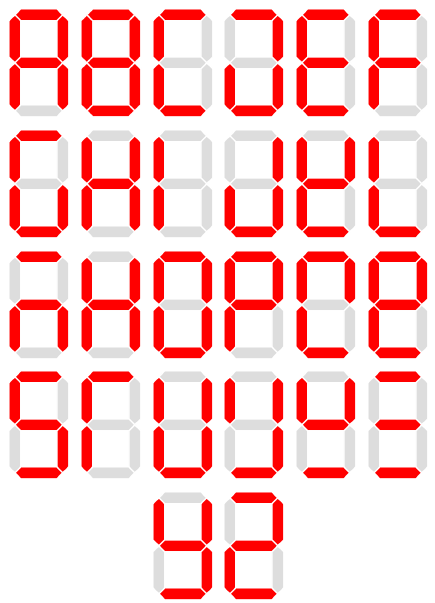 ABCDEF
GHIJKL
MNOPQR
STUVWX
YZ